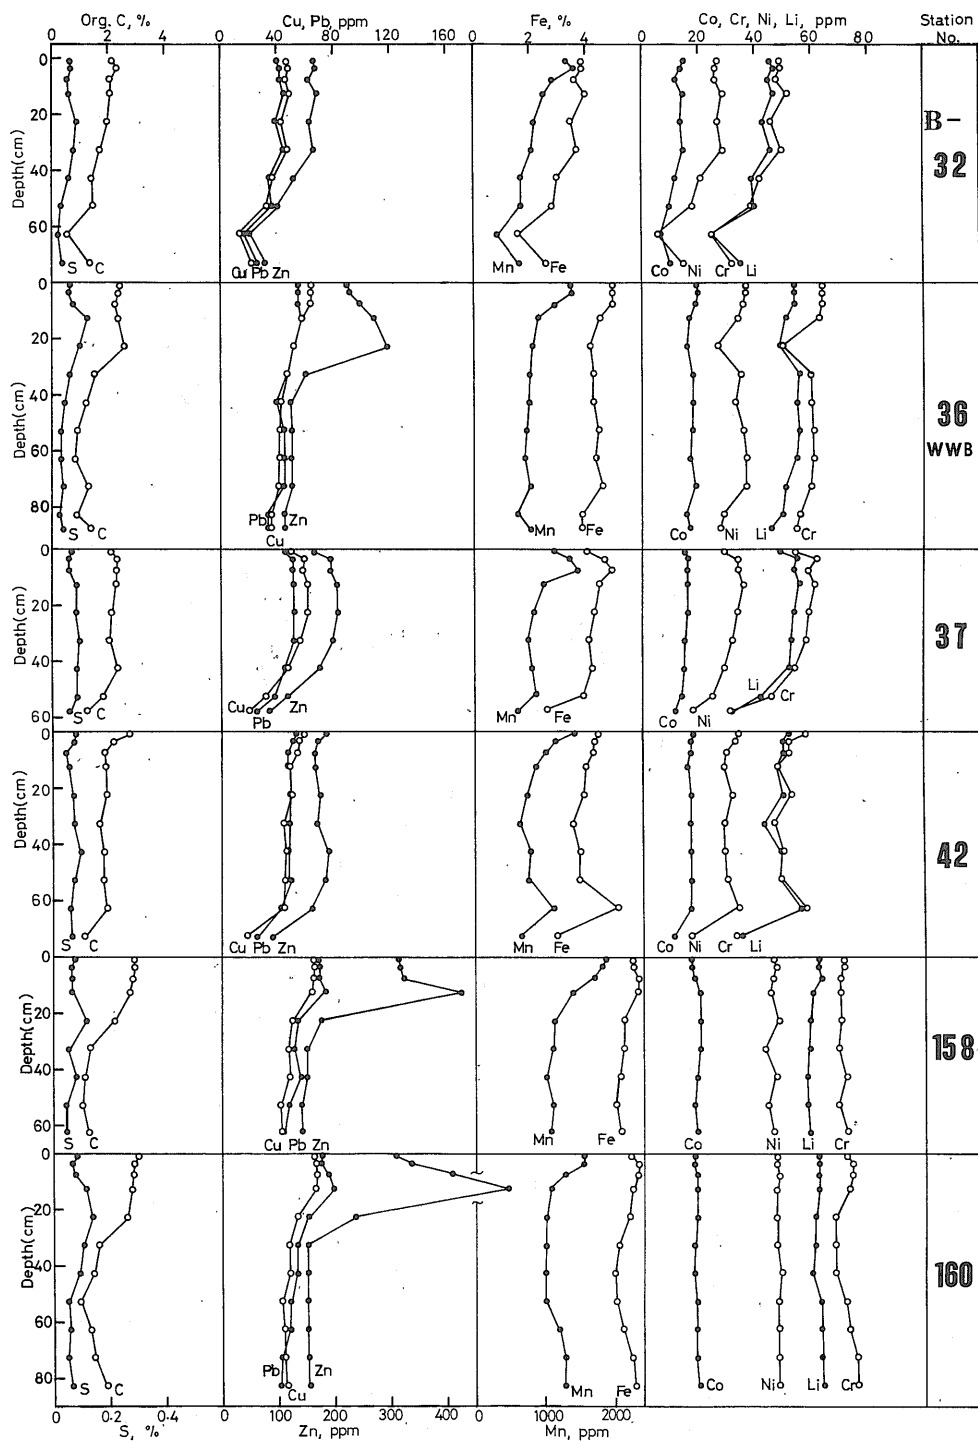 Org. C, % Cu, Pb, ppm Fe, % Co, Cr, Ni, Li, ppm Station No.
0 2 4 6 0 40 80 120 160 0 2 4 0 20 40 60 80
Depth(cm) 0 20 40 60
S C Cu Pb Zn Mn Fe Co Ni Cr Li
B-32
Depth(cm) 0 20 40 60 80
S C Pb Cu Zn Mn Fe Co Ni Li Cr
36
WWB
Depth(cm) 0 20 40 60
S C Cu Pb Zn Mn Fe Co Ni Li Cr
37
Depth(cm) 0 20 40 60
S C Cu Pb Zn Mn Fe Co Ni Cr Li
42
Depth(cm) 0 20 40 60
S C Cu Pb Zn Mn Fe Co Ni Li Cr
158
Depth(cm) 0 20 40 60 80
S C Pb Cu Zn Mn Fe Co Ni Li Cr
160
0 0.2 0.4 0 100 200 300 400 0 1000 2000
S, % Zn, ppm Mn, ppm